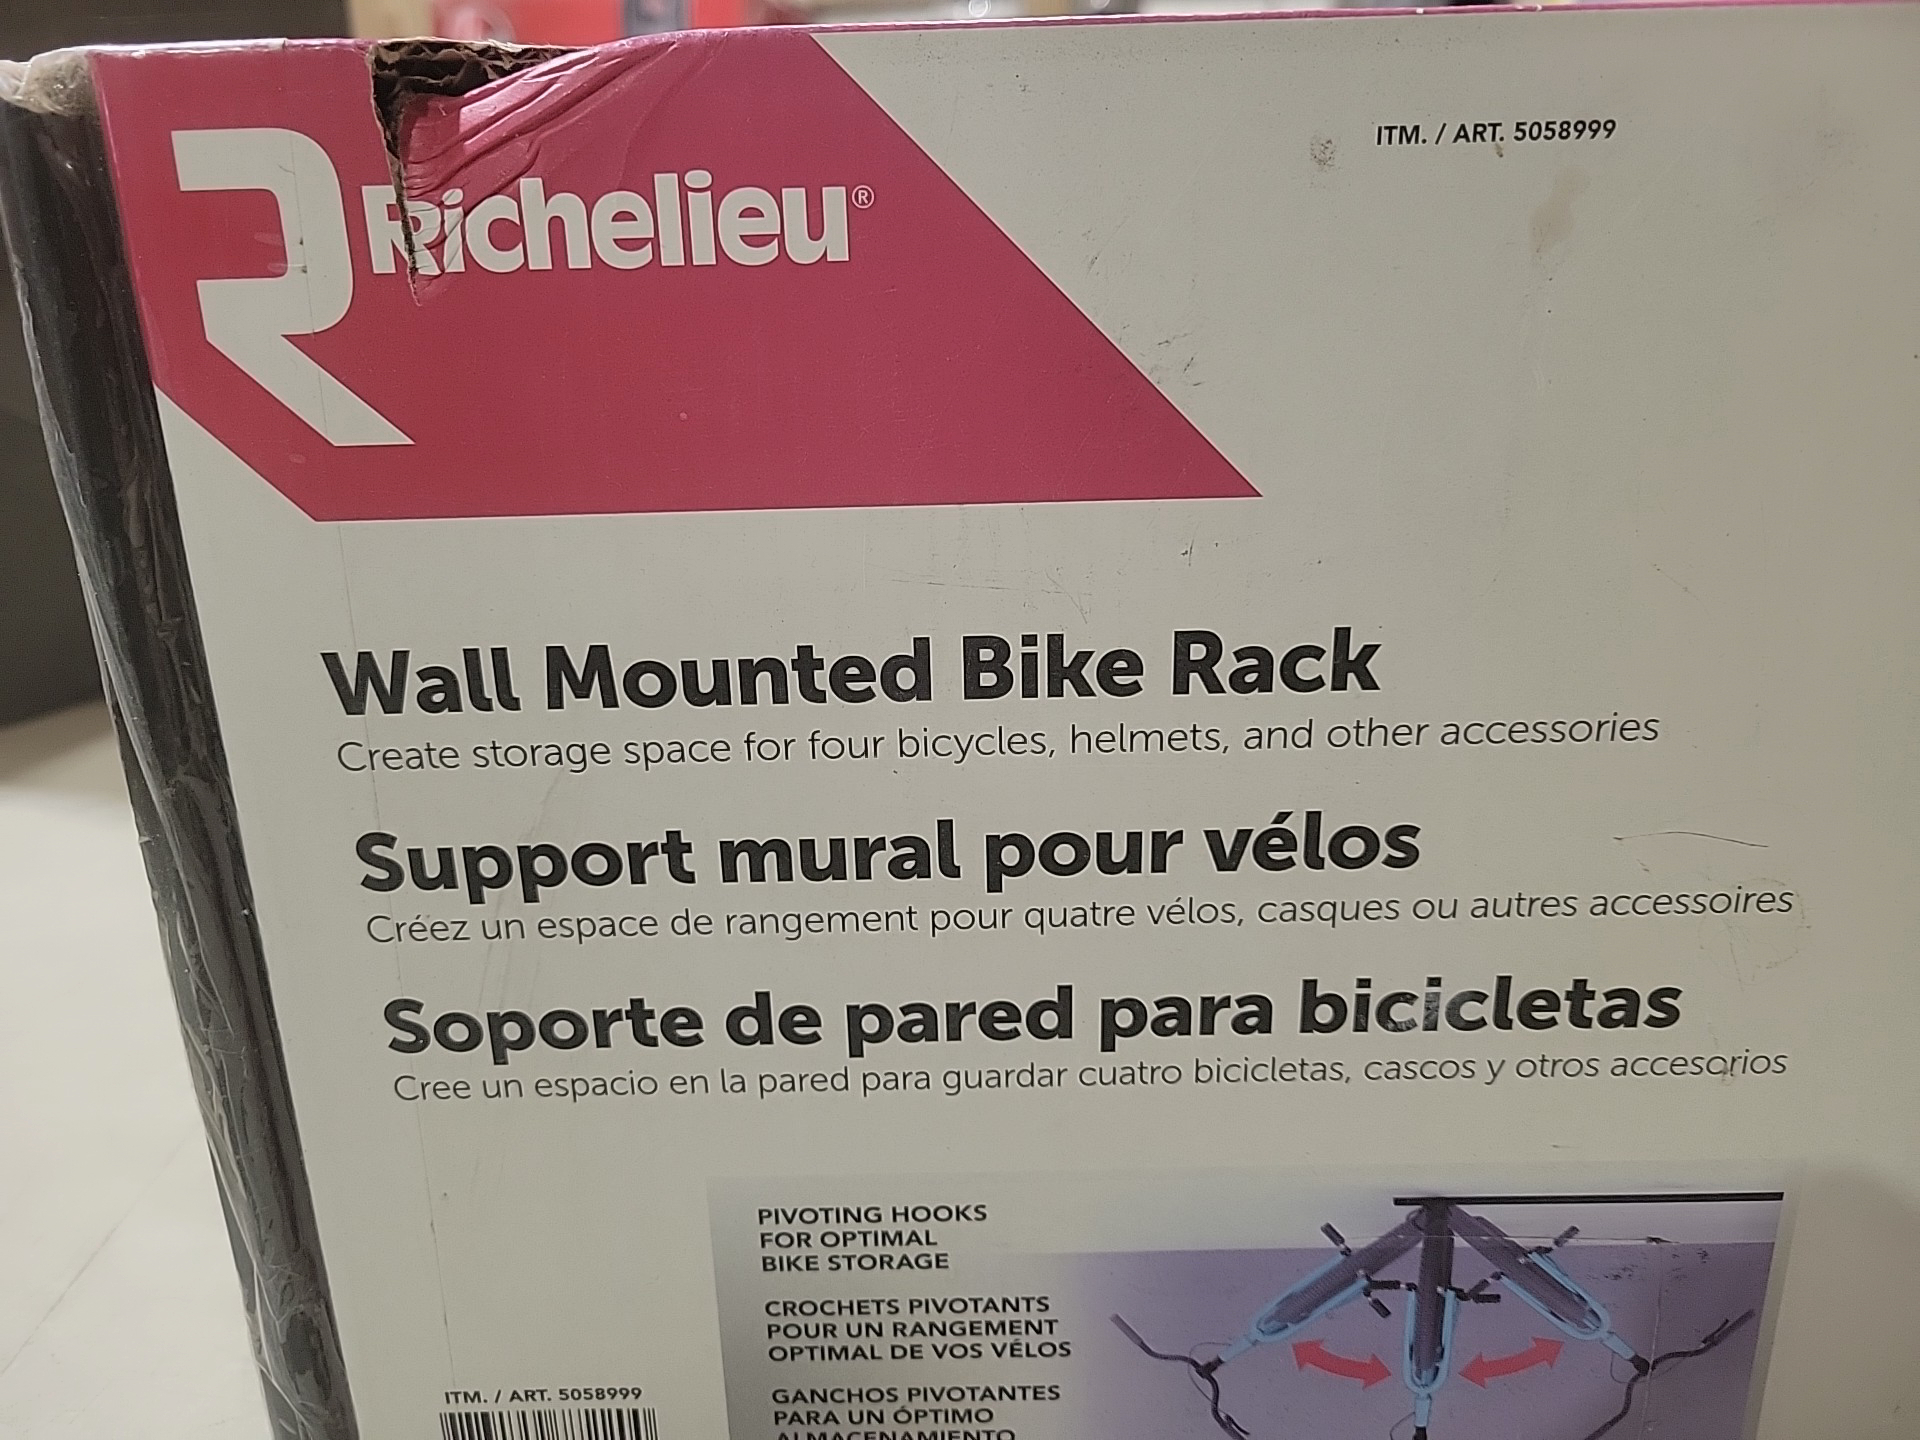 Richelieu®
ITM. / ART. 5058999
Wall Mounted Bike Rack
Create storage space for four bicycles, helmets, and other accessories
Support mural pour vélos
Créez un espace de rangement pour quatre vélos, casques ou autres accessoires
Soporte de pared para bicicletas
Cree un espacio en la pared para guardar cuatro bicicletas, cascos y otros accesorios
PIVOTING HOOKS
FOR OPTIMAL
BIKE STORAGE
CROCHETS PIVOTANTS
POUR UN RANGEMENT
OPTIMAL DE VOS VÉLOS
GANCHOS PIVOTANTES
PARA UN ÓPTIMO
ALMACENAMIENTO
ITM. / ART. 5058999